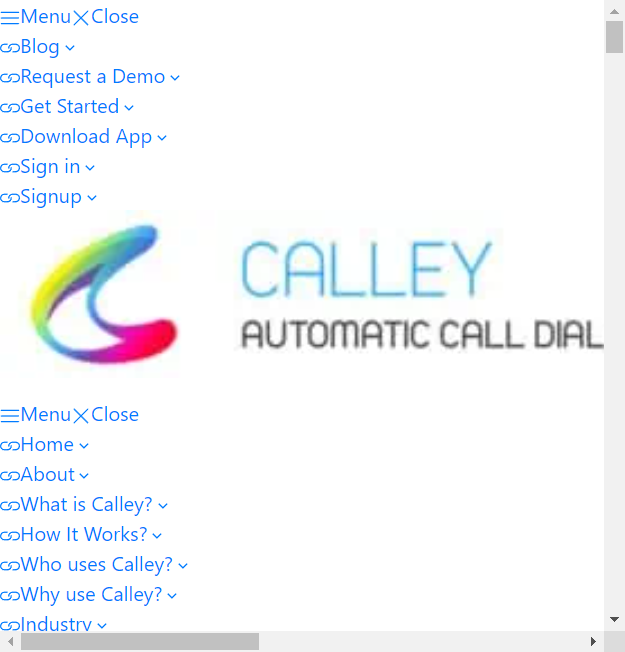 Menu Close
Blog
Request a Demo
Get Started
Download App
Sign in
Signup
CALLEY
AUTOMATIC CALL DIAL
Menu Close
Home
About
What is Calley?
How It Works?
Who uses Calley?
Why use Calley?
Industry